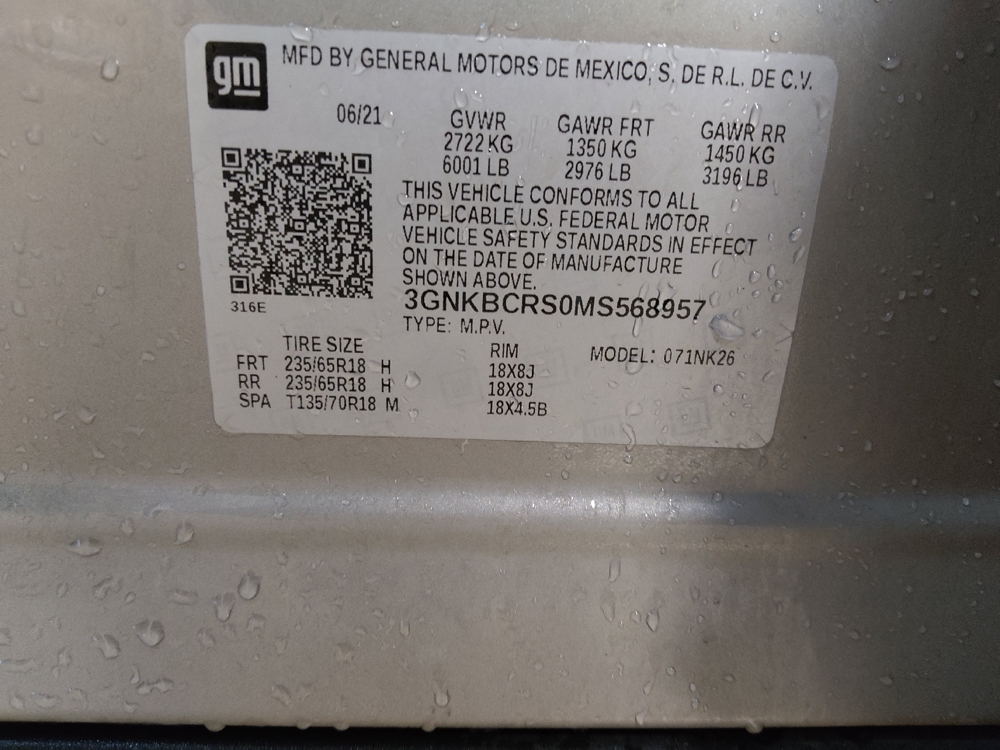 gm
MFD BY GENERAL MOTORS DE MEXICO, S. DE R.L. DE C.V.
06/21 GVWR GAWR FRT GAWR RR
2722 KG 1350 KG 1450 KG
6001 LB 2976 LB 3196 LB
THIS VEHICLE CONFORMS TO ALL
APPLICABLE U.S. FEDERAL MOTOR
VEHICLE SAFETY STANDARDS IN EFFECT
ON THE DATE OF MANUFACTURE
SHOWN ABOVE.
316E
3GNKBCRS0MS568957
TYPE: M.P.V.
TIRE SIZE RIM MODEL: 071NK26
FRT 235/65R18 H 18X8J
RR 235/65R18 H 18X8J
SPA T135/70R18 M 18X4.5B